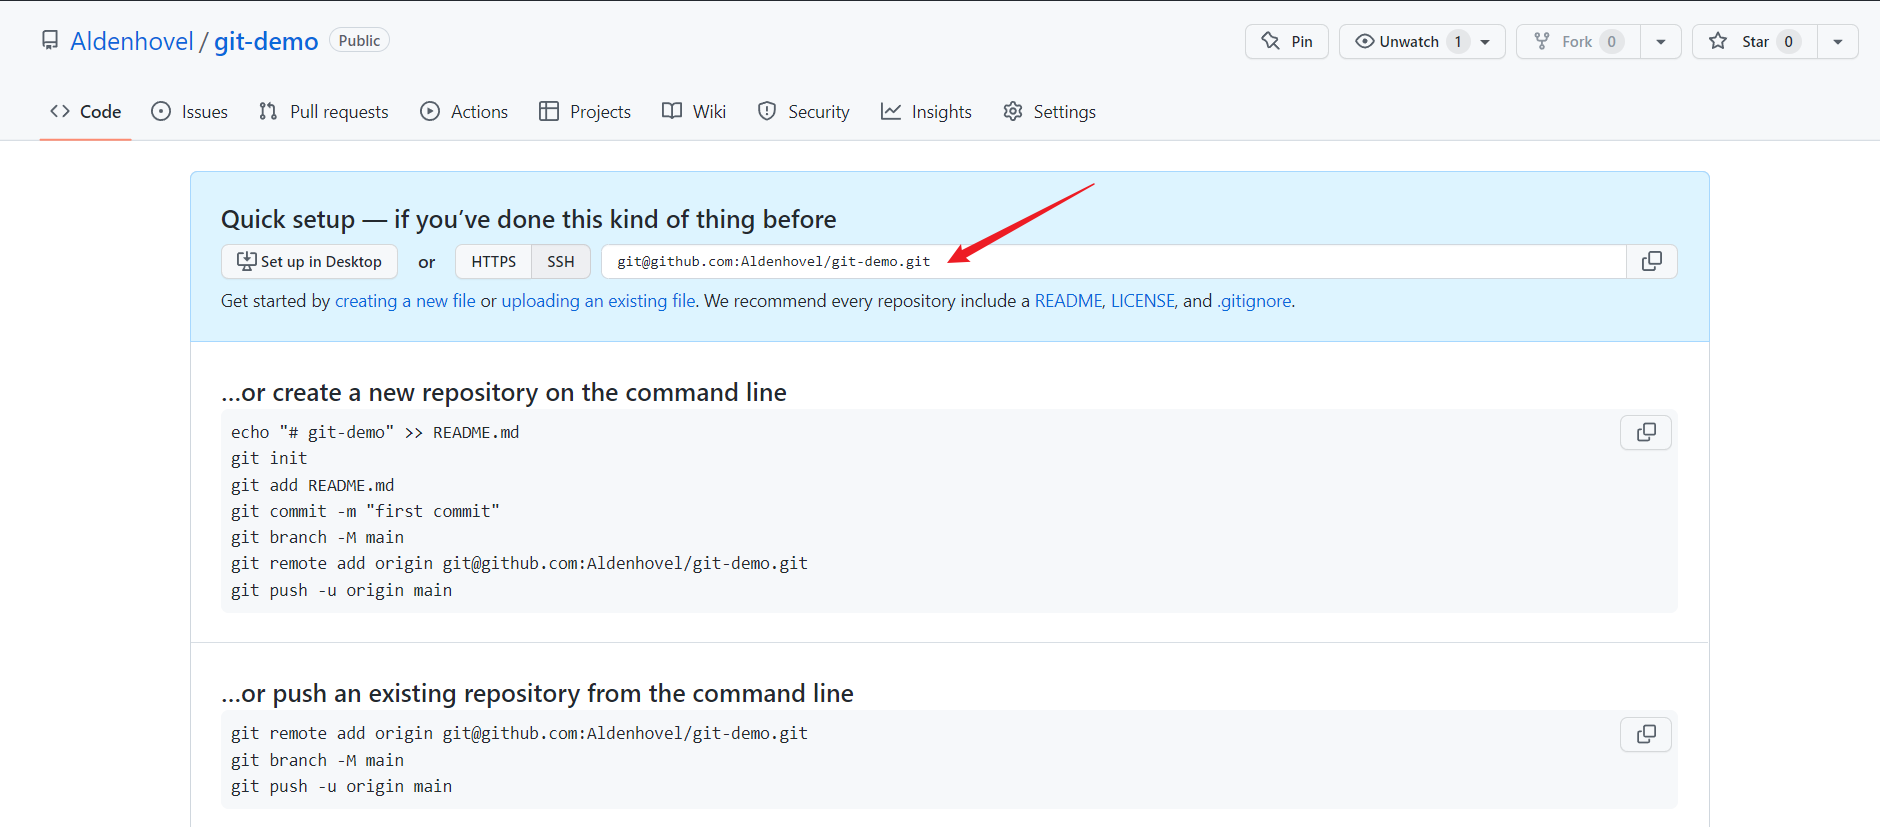 Aldenhovel / git-demo Public
Pin
Unwatch 1
Fork 0
Star 0
Code Issues Pull requests Actions Projects Wiki Security Insights Settings
Quick setup — if you’ve done this kind of thing before
Set up in Desktop or HTTPS SSH git@github.com:Aldenhovel/git-demo.git
Get started by creating a new file or uploading an existing file. We recommend every repository include a README, LICENSE, and .gitignore.
…or create a new repository on the command line
echo "# git-demo" >> README.md
git init
git add README.md
git commit -m "first commit"
git branch -M main
git remote add origin git@github.com:Aldenhovel/git-demo.git
git push -u origin main
…or push an existing repository from the command line
git remote add origin git@github.com:Aldenhovel/git-demo.git
git branch -M main
git push -u origin main